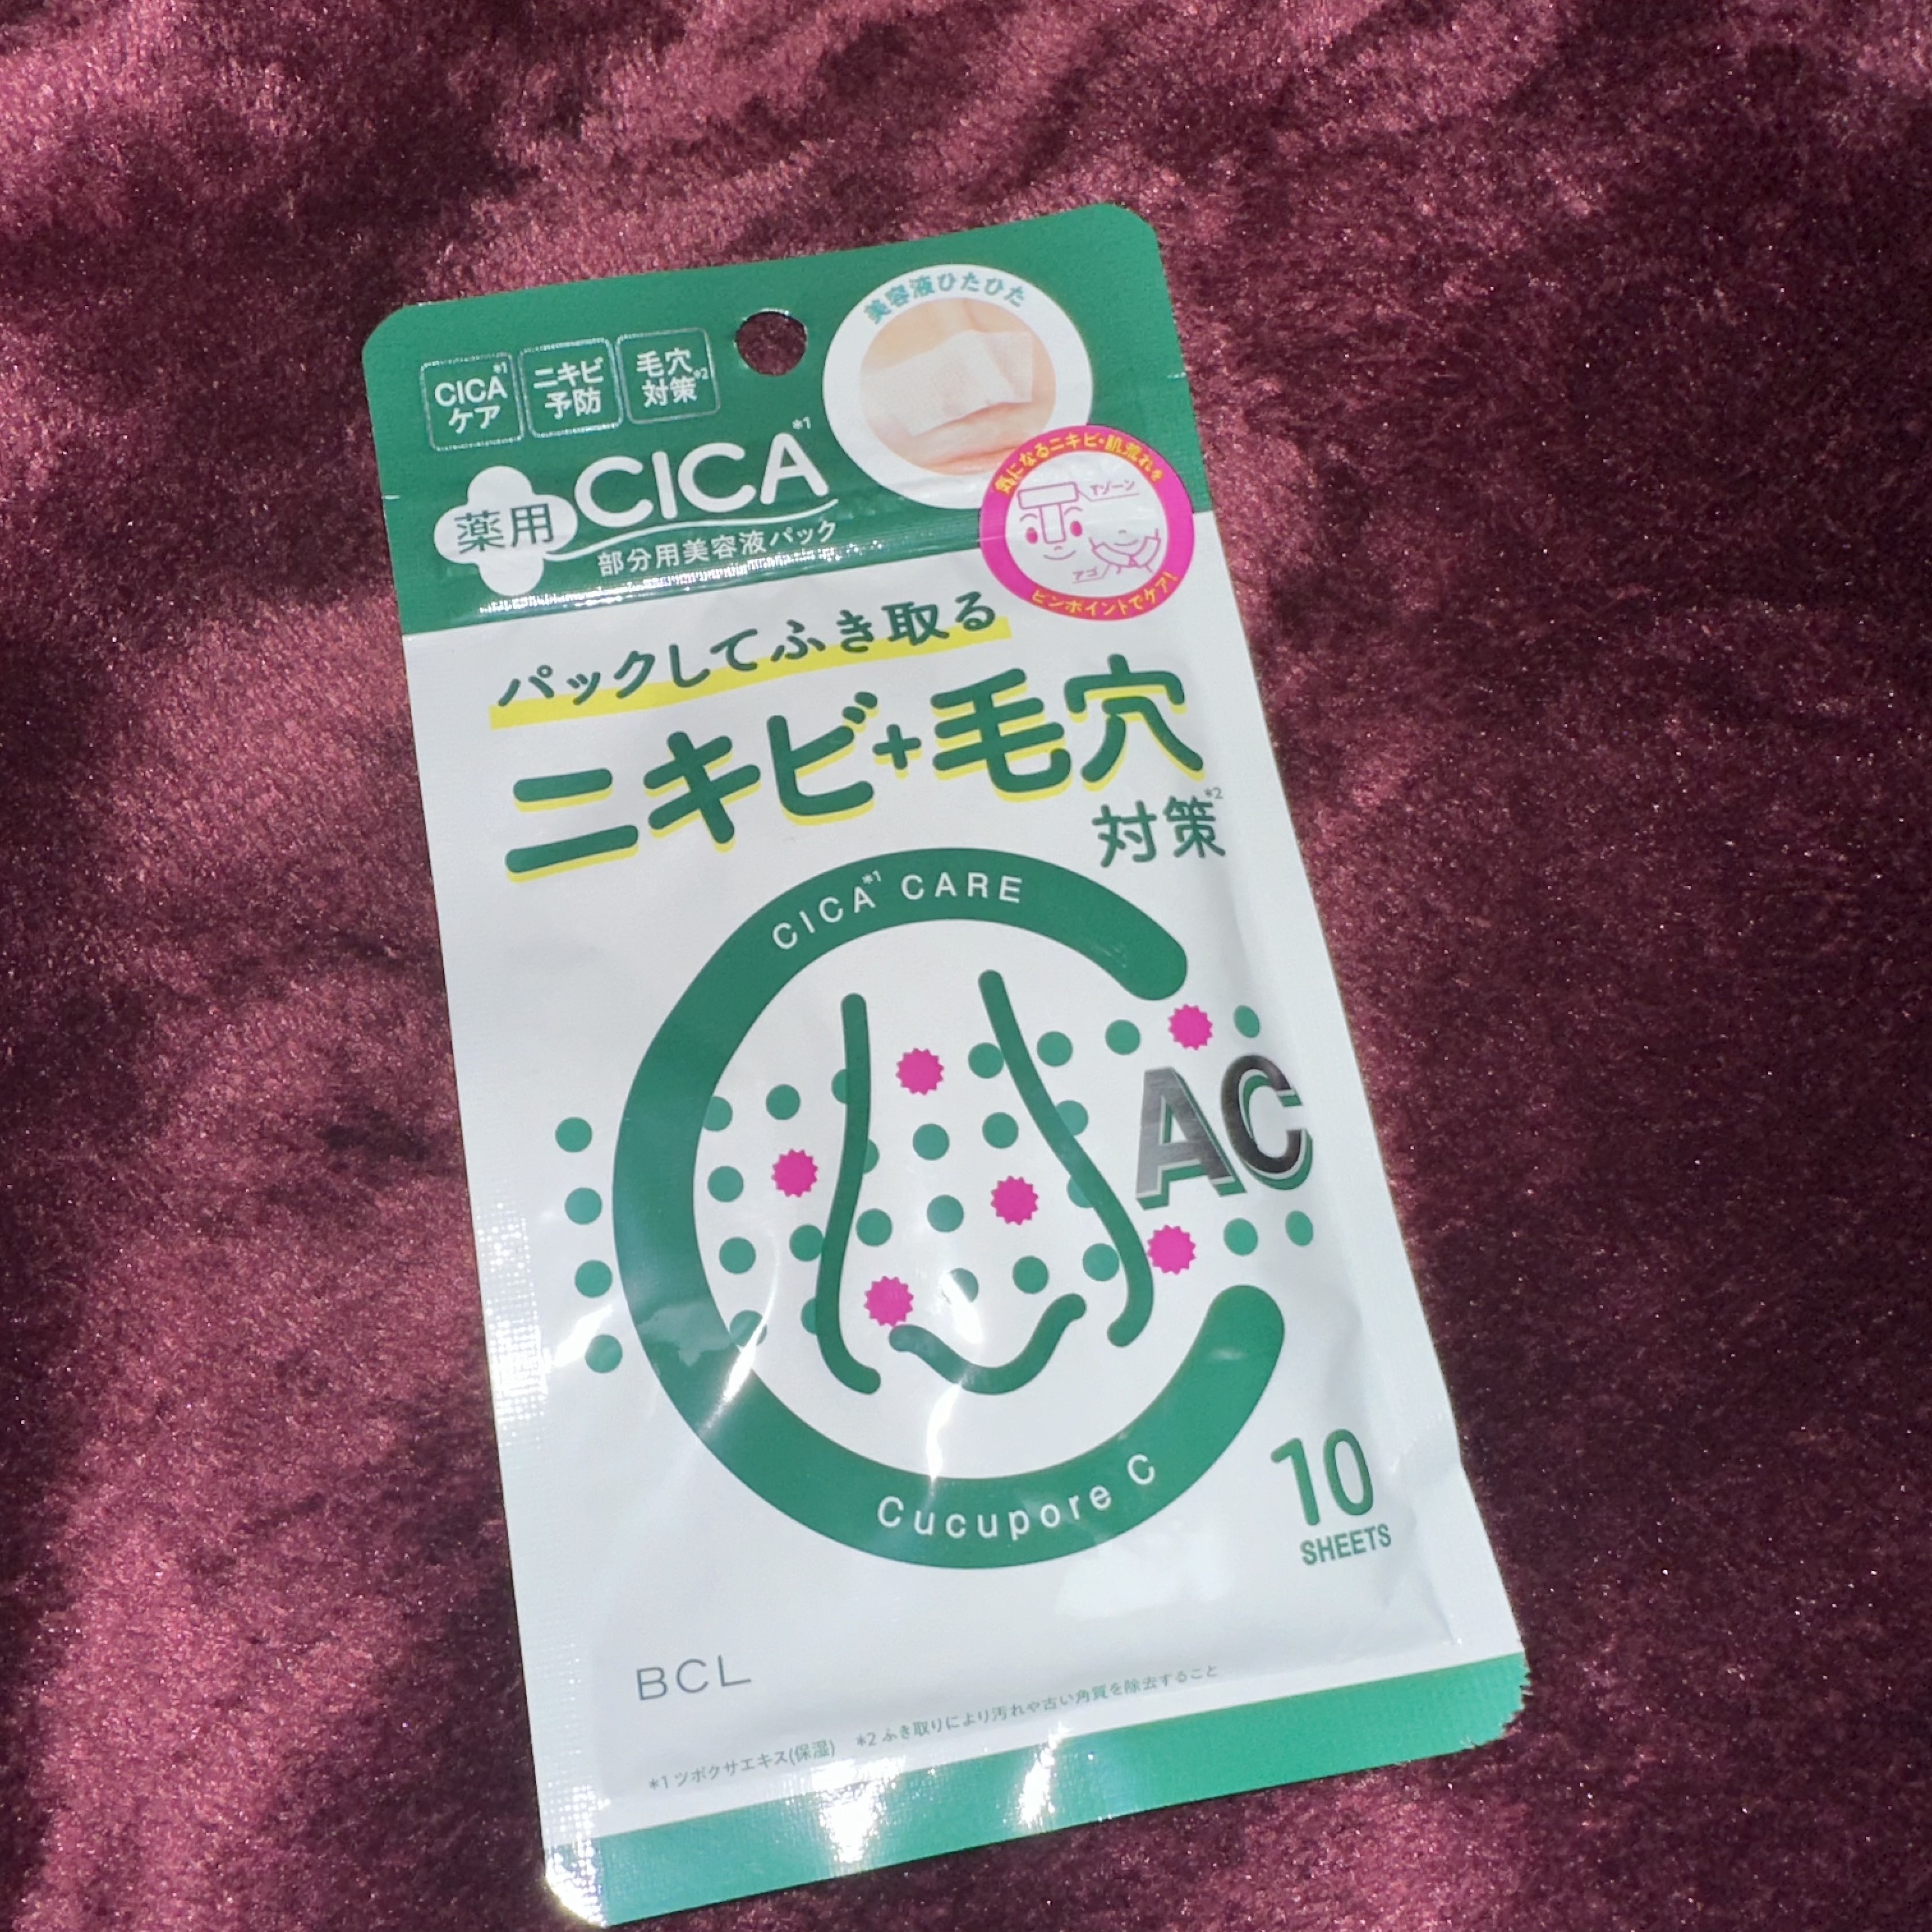 CICA*1
ケア
ニキビ
予防
毛穴
対策*2
美容液ひたひた
薬用
CICA*1
部分用美容液パック
気になるニキビ・肌荒れを
Tゾーン
アゴ
ピンポイントでケア!
パックしてふき取る
ニキビ+毛穴
対策*2
CICA*1 CARE
AC
Cucupore C
10
SHEETS
BCL
*1 ツボクサエキス(保湿) *2 ふき取りにより汚れや古い角質を除去すること